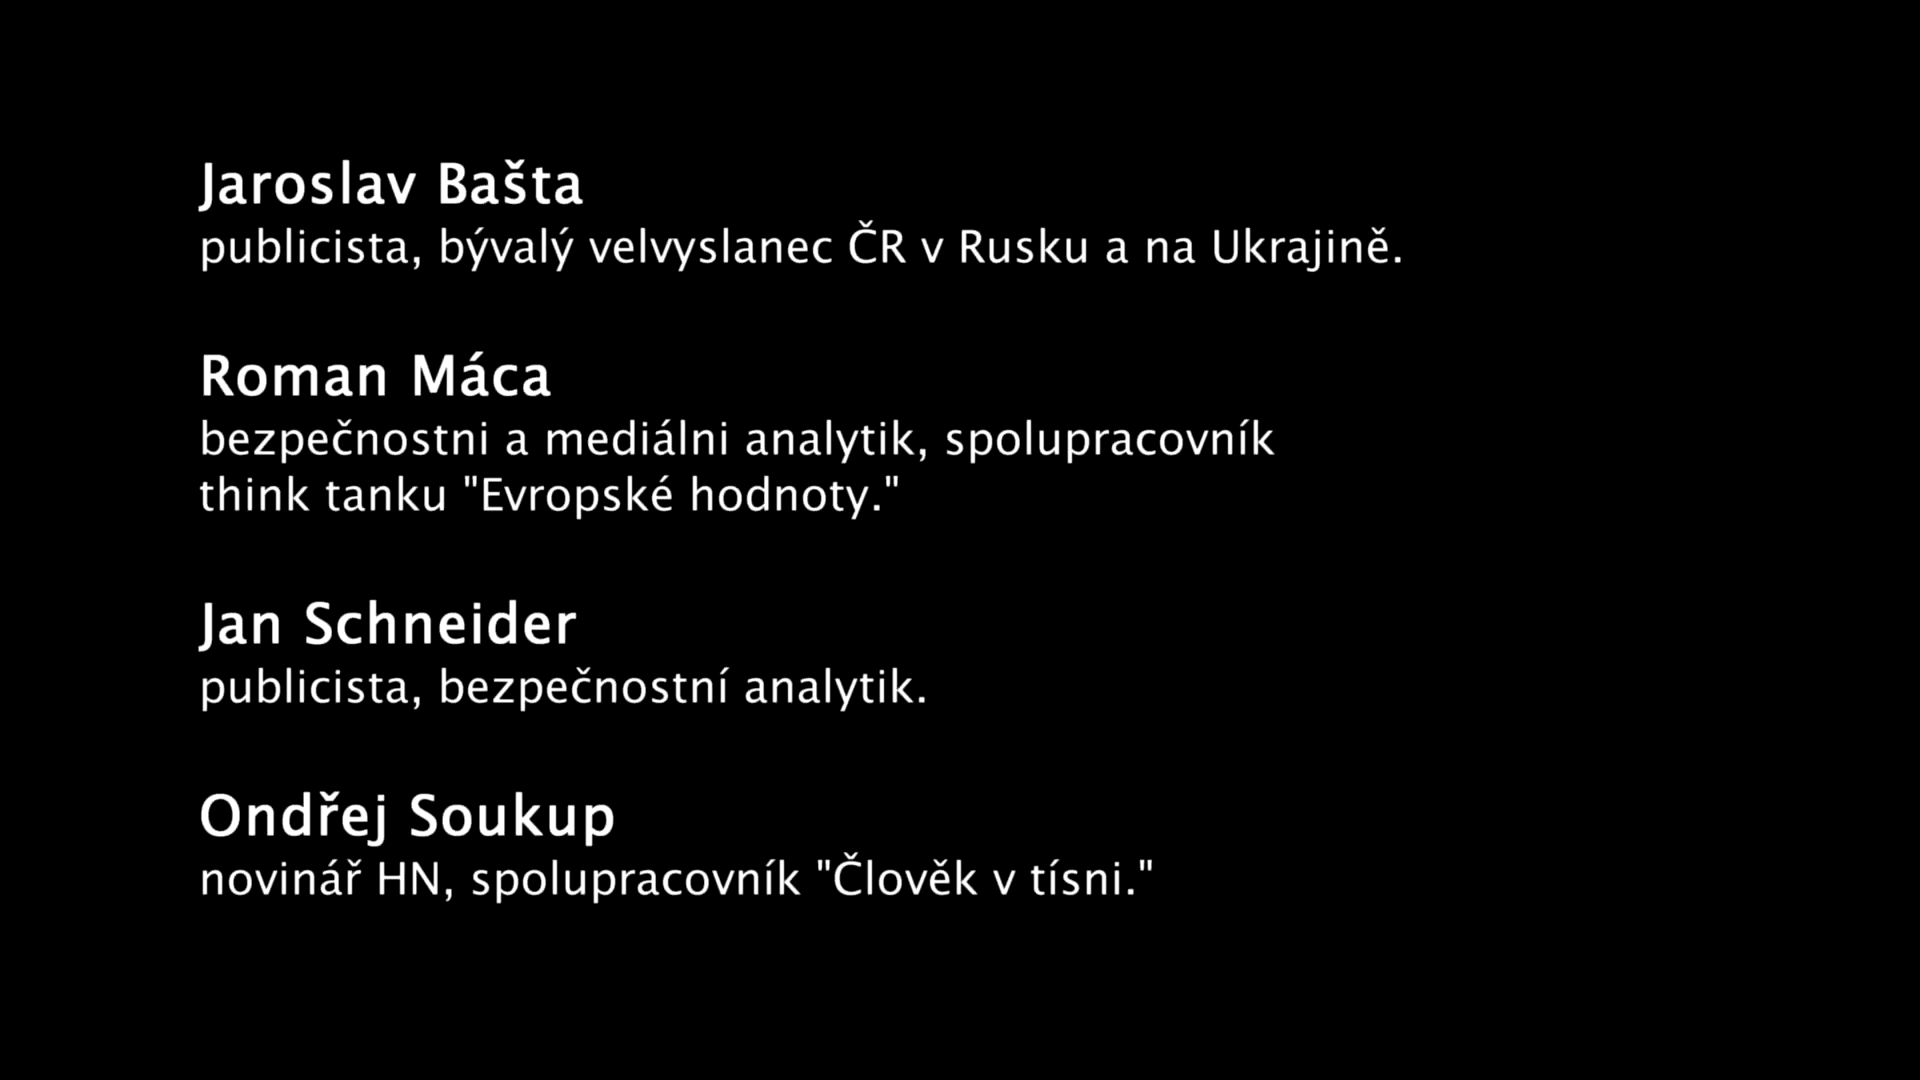 Jaroslav Bašta
publicista, bývalý velvyslanec ČR v Rusku a na Ukrajině.
Roman Máca
bezpečnostni a mediálni analytik, spolupracovník
think tanku "Evropské hodnoty."
Jan Schneider
publicista, bezpečnostní analytik.
Ondřej Soukup
novinář HN, spolupracovník "Člověk v tísni."